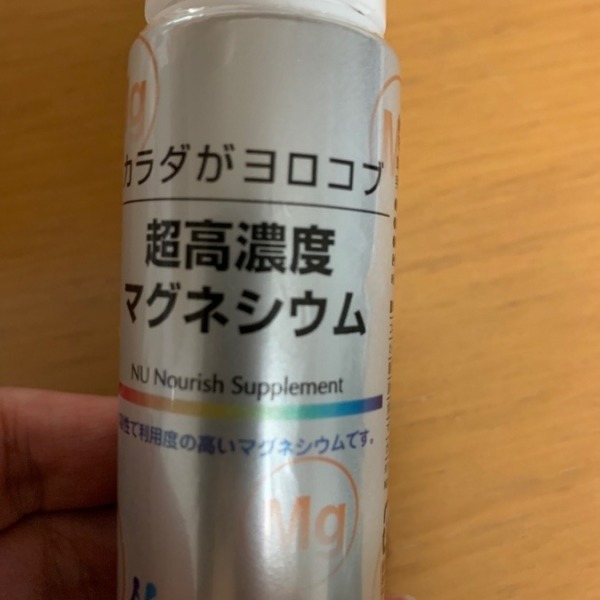 カラダがヨロコブ
超高濃度
マグネシウム
NU Nourish Supplement
性で利用度の高いマグネシウムです。
Mg